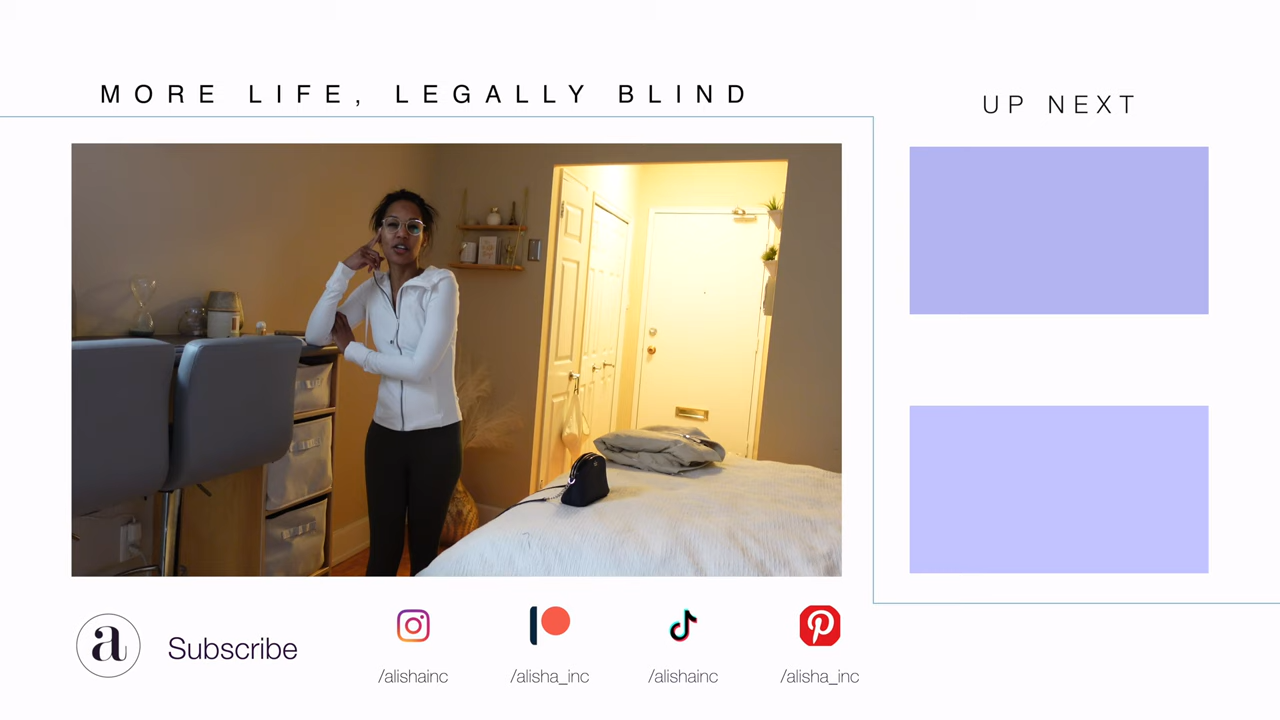 MORE LIFE, LEGALLY BLIND
UP NEXT
a
Subscribe
/alishainc
/alisha_inc
/alishainc
/alisha_inc